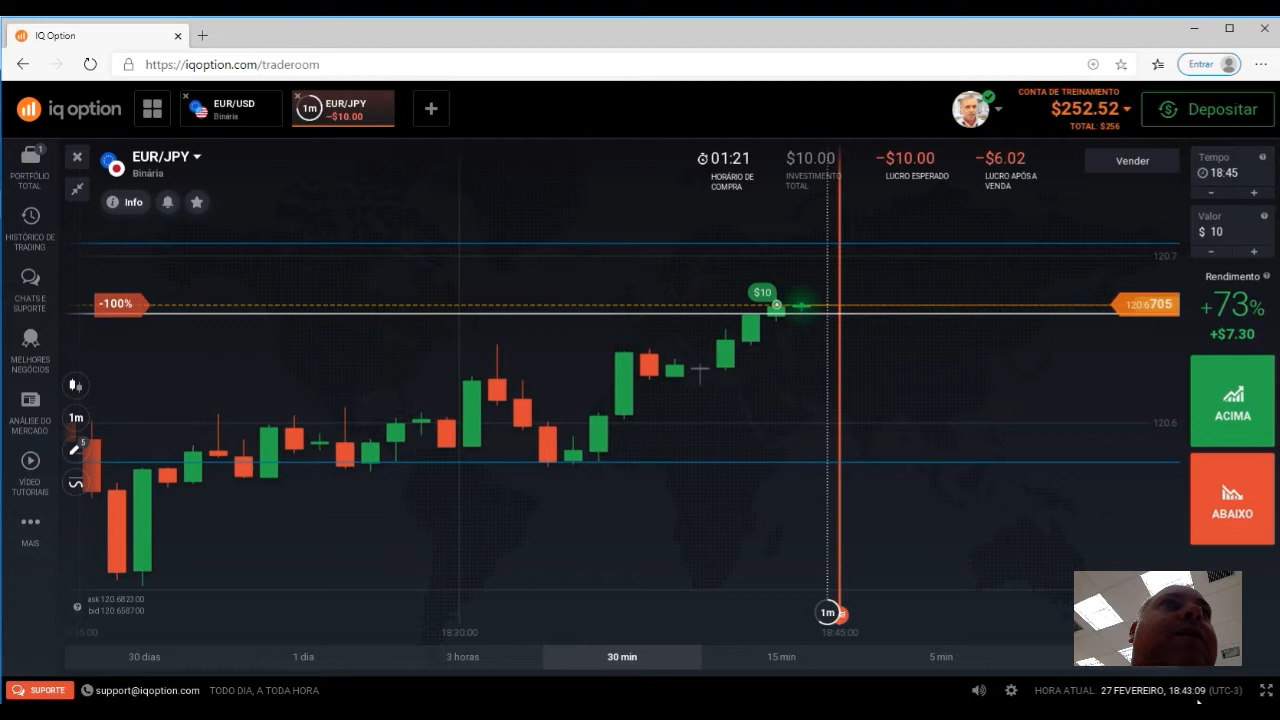 IQ Option
https://iqoption.com/traderoom
Entrar
iq option
EUR/USD
Binária
1m
EUR/JPY
−$10.00
CONTA DE TREINAMENTO
$252.52
TOTAL: $256
Depositar
1
PORTFÓLIO
TOTAL
HISTÓRICO DE
TRADING
CHATS E
SUPORTE
MELHORES
NEGÓCIOS
ANÁLISE DO
MERCADO
VÍDEO
TUTORIAIS
MAIS
EUR/JPY
Binária
Info
01:21
HORÁRIO DE
COMPRA
$10.00
INVESTIMENTO
TOTAL
−$10.00
LUCRO ESPERADO
−$6.02
LUCRO APÓS A
VENDA
Vender
Tempo
18:45
- +
Valor
$ 10
- +
Rendimento
+73%
+$7.30
ACIMA
ABAIXO
120.7
-100%
$10
120.6705
120.6
1m
5
ask 120.682300
bid 120.658700
1m
18:30:00
18:45:00
30 dias
1 dia
3 horas
30 min
15 min
5 min
SUPORTE
support@iqoption.com
TODO DIA, A TODA HORA
HORA ATUAL: 27 FEVEREIRO, 18:43:09 (UTC-3)